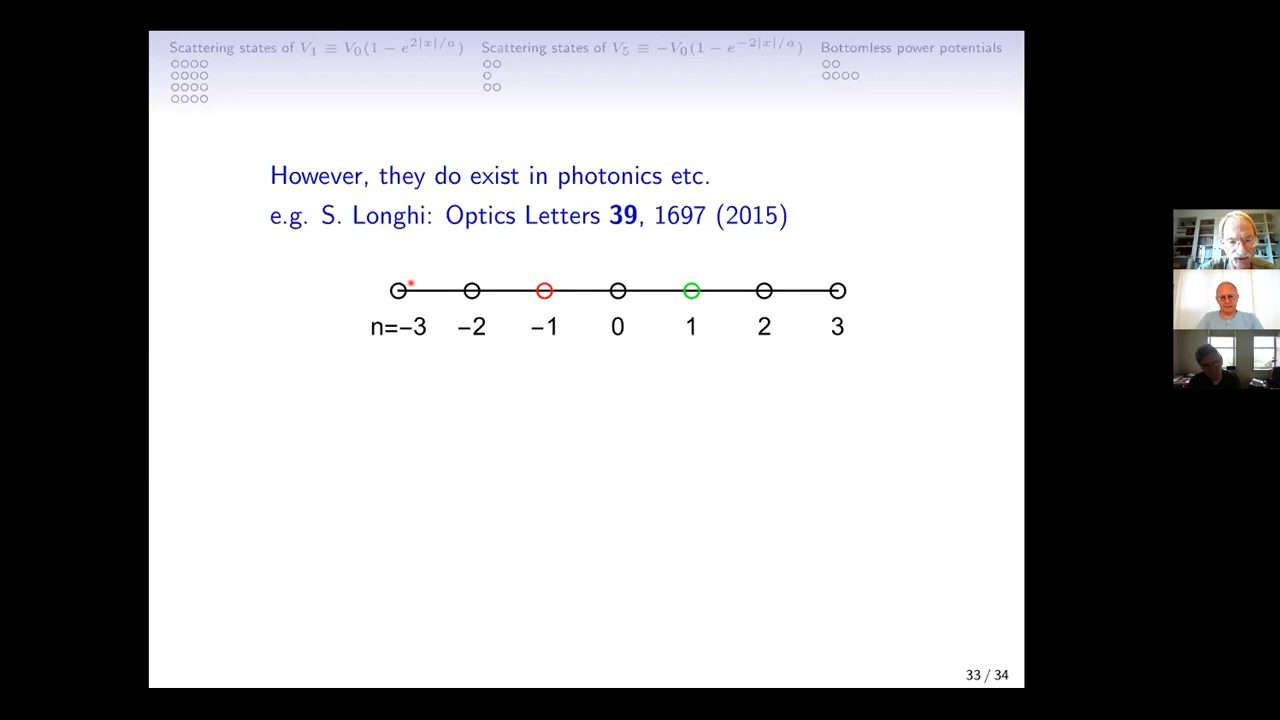 Scattering states of V₁ ≡ V₀(1 − e^{2|x|/a})
Scattering states of V₅ ≡ −V₀(1 − e^{−2|x|/a})
Bottomless power potentials
However, they do exist in photonics etc.
e.g. S. Longhi: Optics Letters 39, 1697 (2015)
n=−3 −2 −1 0 1 2 3
33 / 34